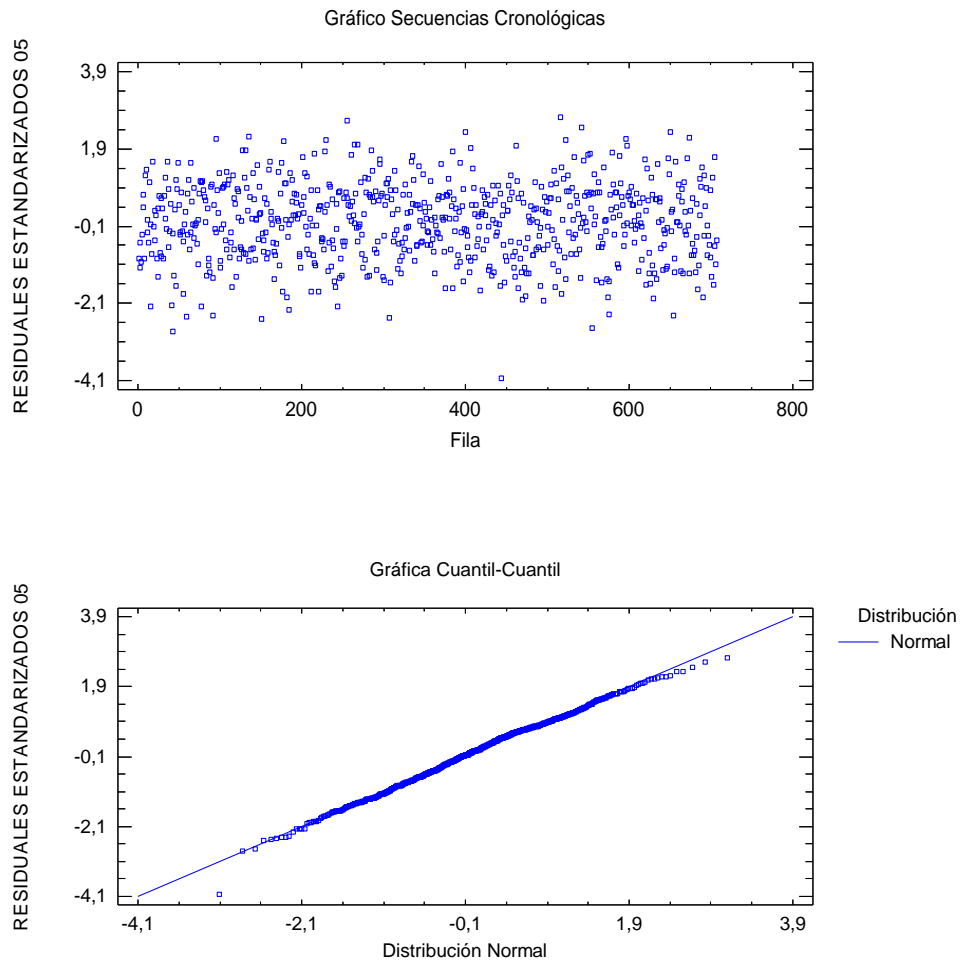 Gráfico Secuencias Cronológicas
RESIDUALES ESTANDARIZADOS 05
3,9
1,9
-0,1
-2,1
-4,1
0
200
400
600
800
Fila
Gráfica Cuantil-Cuantil
RESIDUALES ESTANDARIZADOS 05
3,9
1,9
-0,1
-2,1
-4,1
-4,1
-2,1
-0,1
1,9
3,9
Distribución Normal
Distribución
Normal